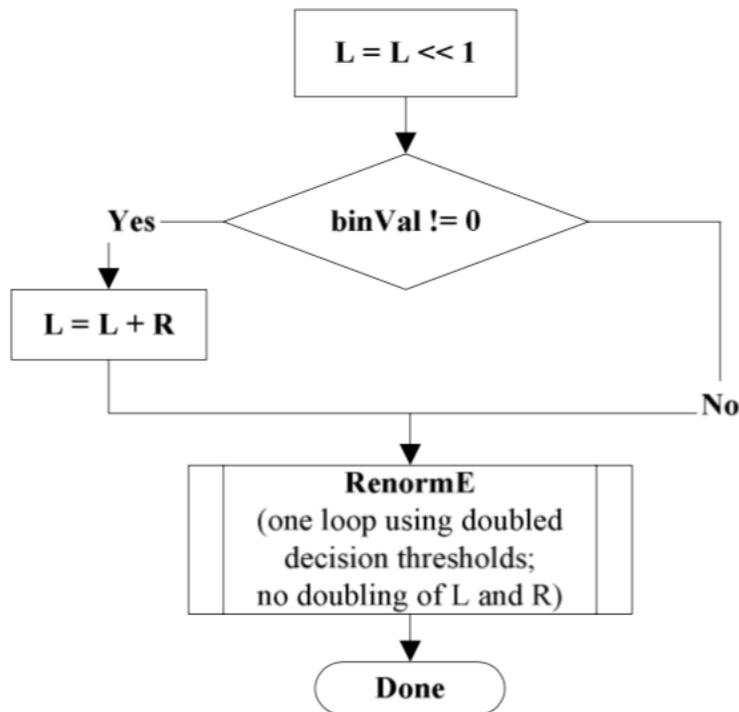 L = L << 1
binVal != 0
Yes
L = L + R
No
RenormE
(one loop using doubled
decision thresholds;
no doubling of L and R)
Done